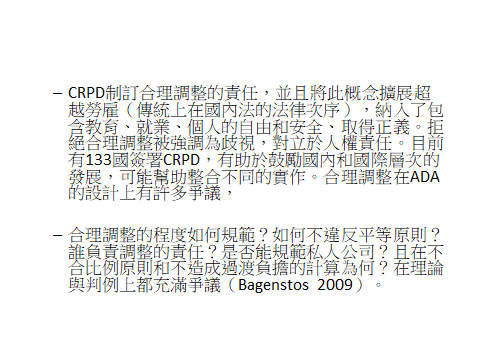 – CRPD制訂合理調整的責任，並且將此概念擴展超
越勞雇（傳統上在國內法的法律次序），納入了包
含教育、就業、個人的自由和安全、取得正義。拒
絕合理調整被強調為歧視，對立於人權責任。目前
有133國簽署CRPD，有助於鼓勵國內和國際層次的
發展，可能幫助整合不同的實作。合理調整在ADA
的設計上有許多爭議，
– 合理調整的程度如何規範？如何不違反平等原則？
誰負責調整的責任？是否能規範私人公司？且在不
合比例原則和不造成過渡負擔的計算為何？在理論
與判例上都充滿爭議（Bagenstos 2009）。